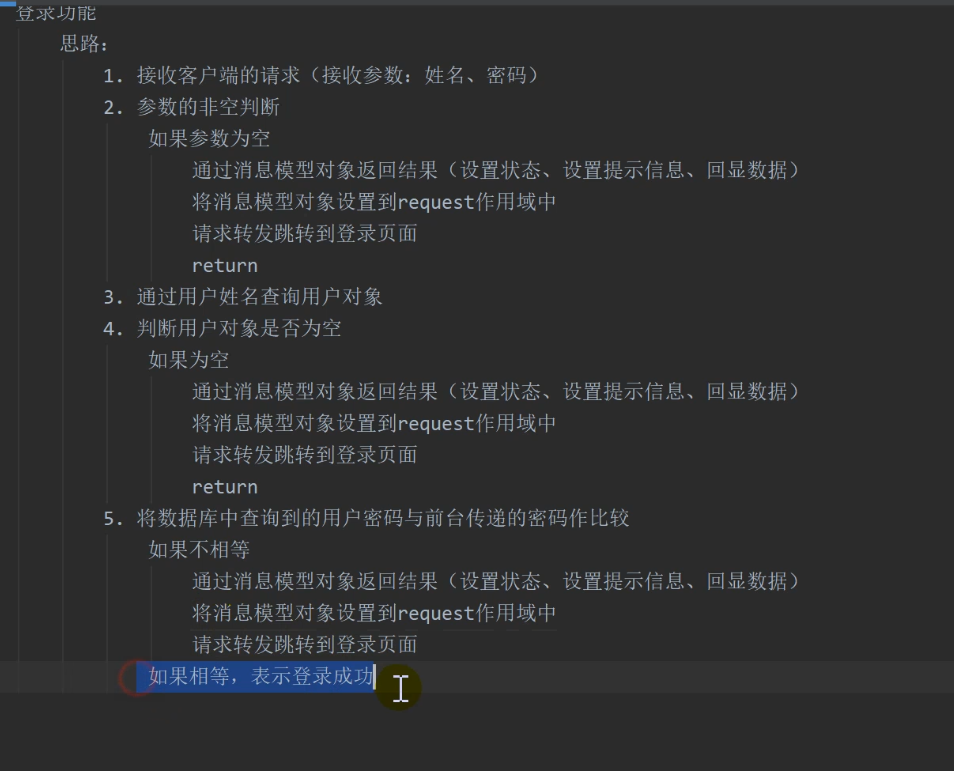 登录功能
思路：
1. 接收客户端的请求（接收参数：姓名、密码）
2. 参数的非空判断
如果参数为空
通过消息模型对象返回结果（设置状态、设置提示信息、回显数据）
将消息模型对象设置到request作用域中
请求转发跳转到登录页面
return
3. 通过用户姓名查询用户对象
4. 判断用户对象是否为空
如果为空
通过消息模型对象返回结果（设置状态、设置提示信息、回显数据）
将消息模型对象设置到request作用域中
请求转发跳转到登录页面
return
5. 将数据库中查询到的用户密码与前台传递的密码作比较
如果不相等
通过消息模型对象返回结果（设置状态、设置提示信息、回显数据）
将消息模型对象设置到request作用域中
请求转发跳转到登录页面
如果相等，表示登录成功